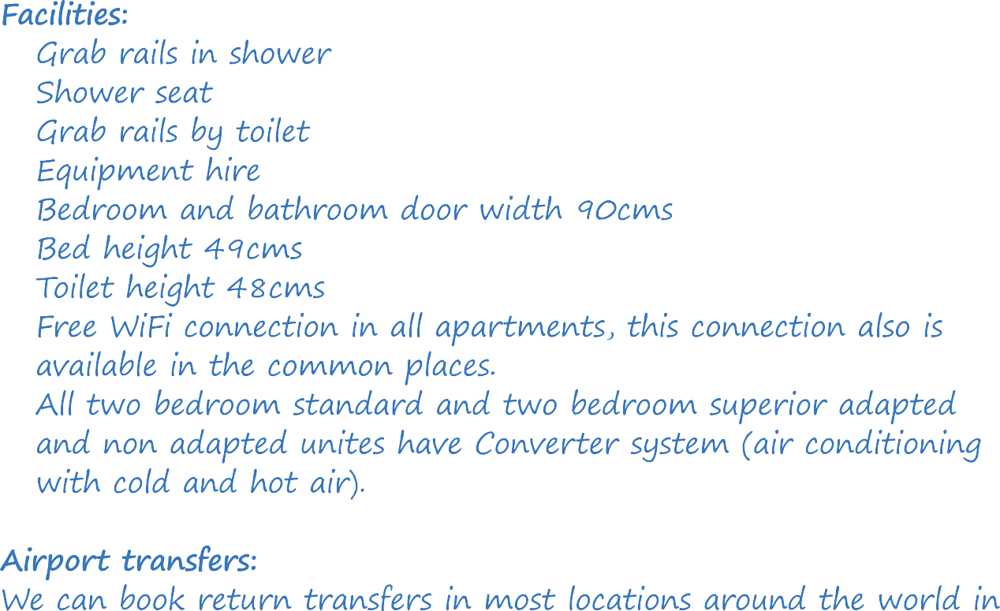 Facilities:
Grab rails in shower
Shower seat
Grab rails by toilet
Equipment hire
Bedroom and bathroom door width 90cms
Bed height 49cms
Toilet height 48cms
Free WiFi connection in all apartments, this connection also is
available in the common places.
All two bedroom standard and two bedroom superior adapted
and non adapted unites have Converter system (air conditioning
with cold and hot air).
Airport transfers:
We can book return transfers in most locations around the world in